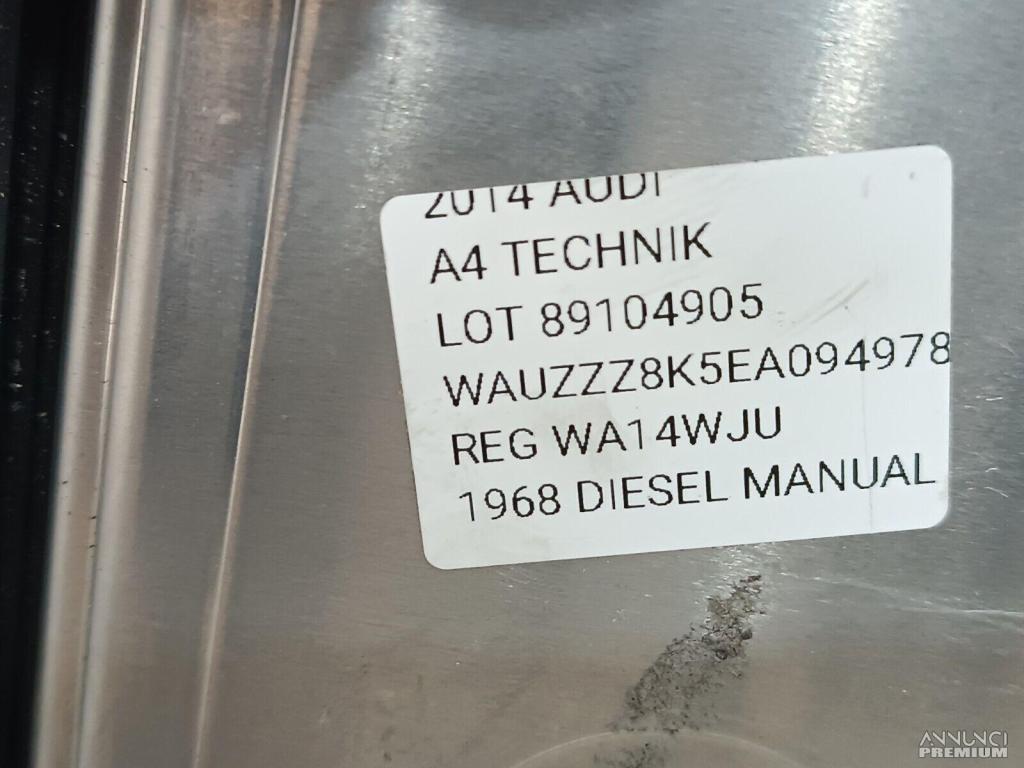 2014 AUDI
A4 TECHNIK
LOT 89104905
WAUZZZ8K5EA094978
REG WA14WJU
1968 DIESEL MANUAL
ANNUNCI
PREMIUM